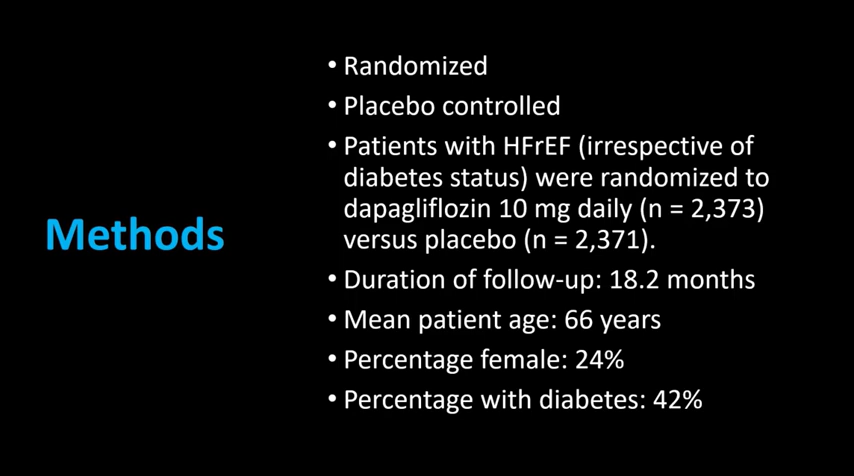 Methods
• Randomized
• Placebo controlled
• Patients with HFrEF (irrespective of
diabetes status) were randomized to
dapagliflozin 10 mg daily (n = 2,373)
versus placebo (n = 2,371).
• Duration of follow-up: 18.2 months
• Mean patient age: 66 years
• Percentage female: 24%
• Percentage with diabetes: 42%